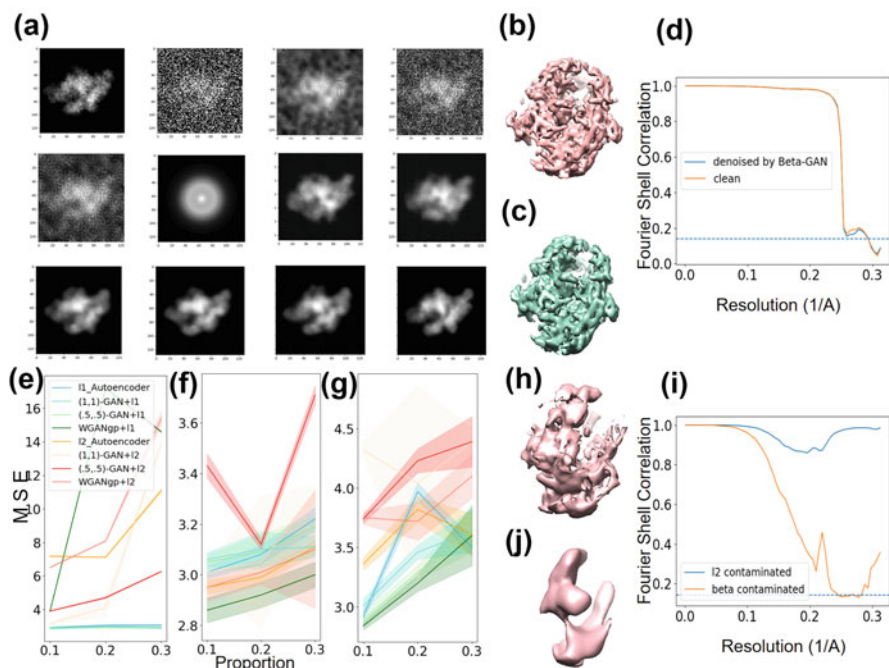 (a)
(b)
(c)
(d)
1.0
0.8
0.6
0.4
0.2
0.0
Fourier Shell Correlation
denoised by Beta-GAN
clean
0.0 0.1 0.2 0.3
Resolution (1/A)
(e)
16
14
12
10
8
6
4
MSE
l1_Autoencoder
(1,1)-GAN+l1
(.5,.5)-GAN+l1
WGANgp+l1
l2_Autoencoder
(1,1)-GAN+l2
(.5,.5)-GAN+l2
WGANgp+l2
0.1 0.2 0.3
(f)
3.6
3.4
3.2
3.0
2.8
0.1 0.2 0.3
Proportion
(g)
4.5
4.0
3.5
3.0
0.1 0.2 0.3
(h)
(j)
(i)
1.0
0.8
0.6
0.4
0.2
Fourier Shell Correlation
l2 contaminated
beta contaminated
0.0 0.1 0.2 0.3
Resolution (1/A)